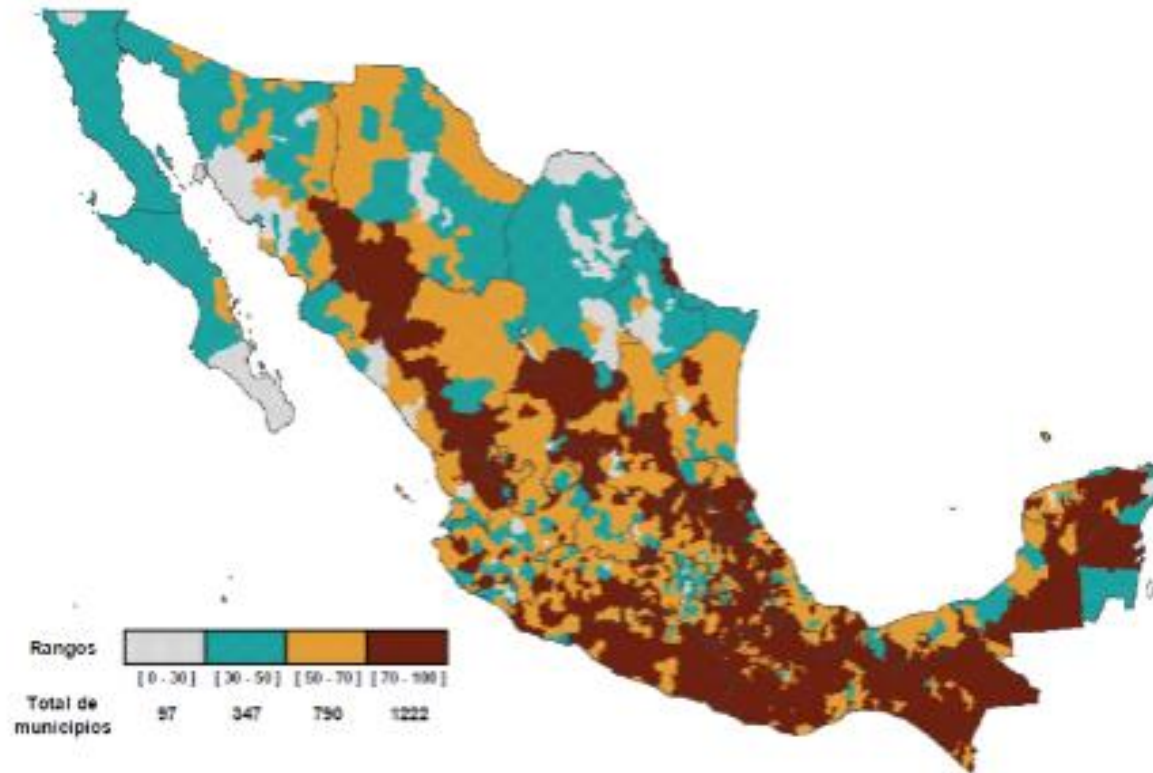 Rangos
[ 0 - 30 ] [ 30 - 50 ] [ 50 - 70 ] [ 70 - 100 ]
Total de
municipios
97 347 790 1222